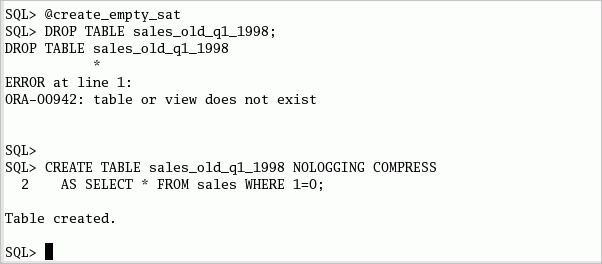 SQL> @create_empty_sat
SQL> DROP TABLE sales_old_q1_1998;
DROP TABLE sales_old_q1_1998
           *
ERROR at line 1:
ORA-00942: table or view does not exist
SQL>
SQL> CREATE TABLE sales_old_q1_1998 NOLOGGING COMPRESS
  2    AS SELECT * FROM sales WHERE 1=0;
Table created.
SQL>